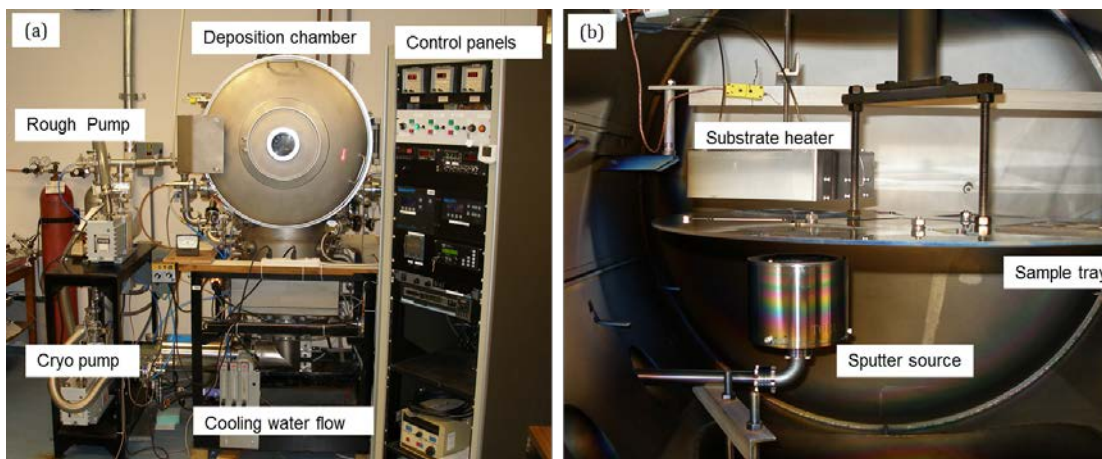 (a)
Deposition chamber
Control panels
Rough Pump
Cryo pump
Cooling water flow
(b)
Substrate heater
Sample tray
Sputter source